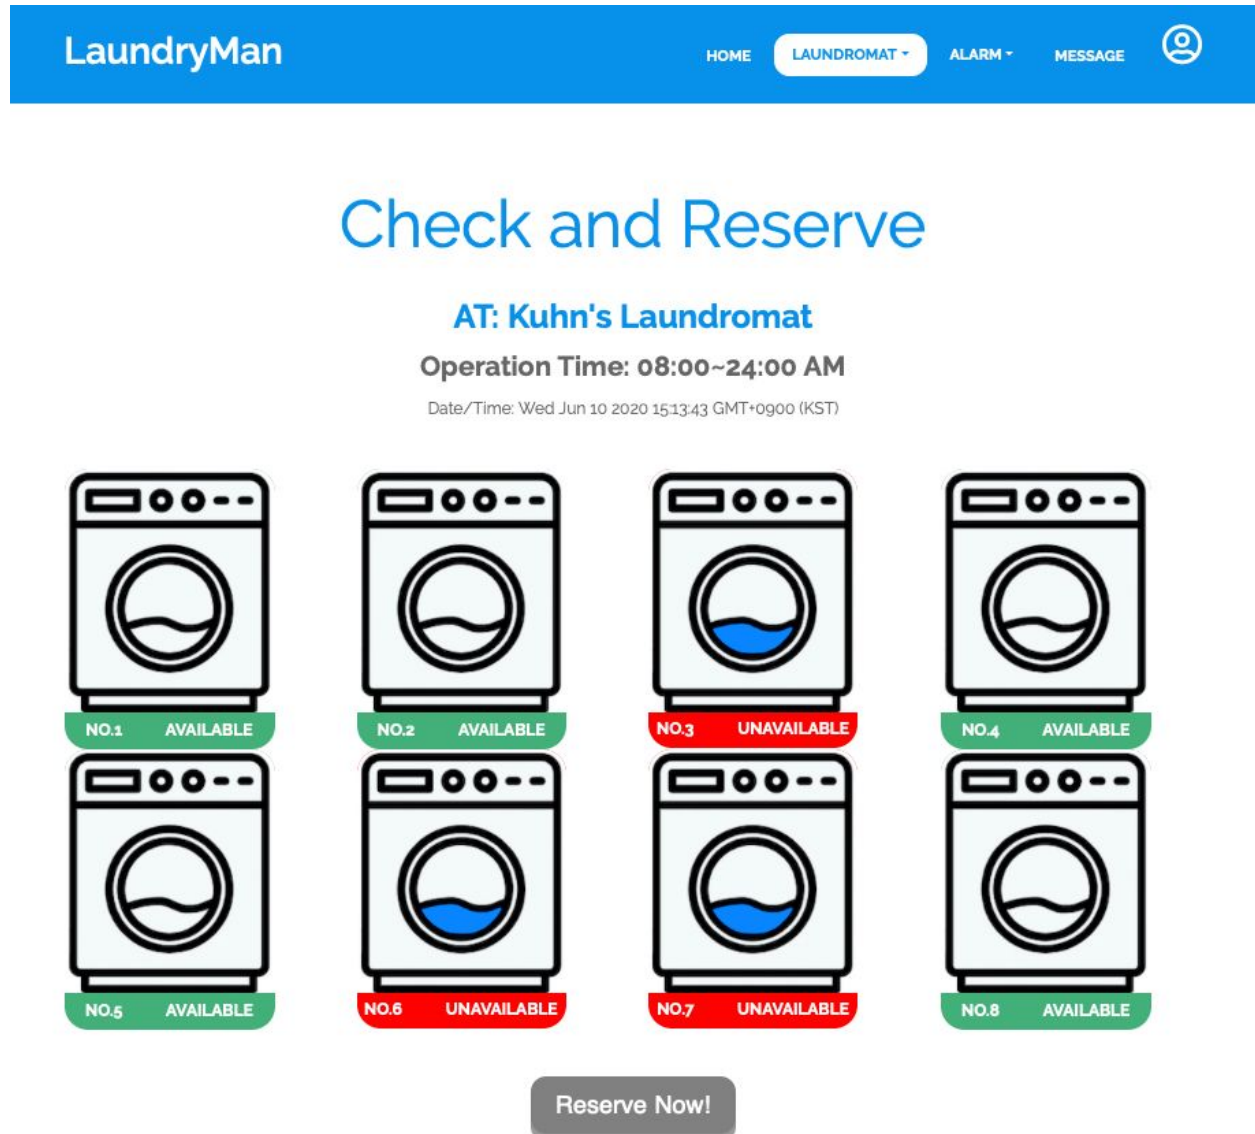 LaundryMan HOME LAUNDROMAT ALARM MESSAGE
Check and Reserve
AT: Kuhn's Laundromat
Operation Time: 08:00~24:00 AM
Date/Time: Wed Jun 10 2020 15:13:43 GMT+0900 (KST)
NO.1 AVAILABLE NO.2 AVAILABLE NO.3 UNAVAILABLE NO.4 AVAILABLE
NO.5 AVAILABLE NO.6 UNAVAILABLE NO.7 UNAVAILABLE NO.8 AVAILABLE
Reserve Now!